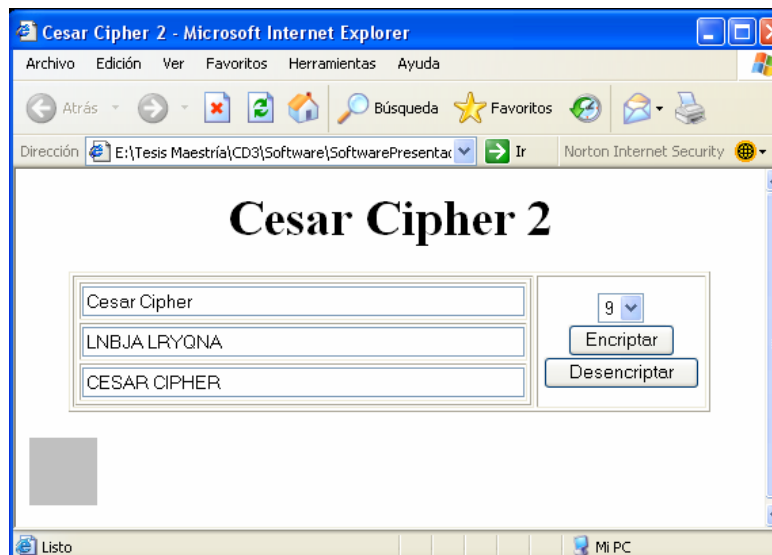 Cesar Cipher 2 - Microsoft Internet Explorer
Archivo Edición Ver Favoritos Herramientas Ayuda
Atrás Búsqueda Favoritos
Dirección E:\Tesis Maestría\CD3\Software\SoftwarePresentac Ir Norton Internet Security
Cesar Cipher 2
Cesar Cipher
9
LNBJA LRYQNA
Encriptar
CESAR CIPHER
Desencriptar
Listo
Mi PC